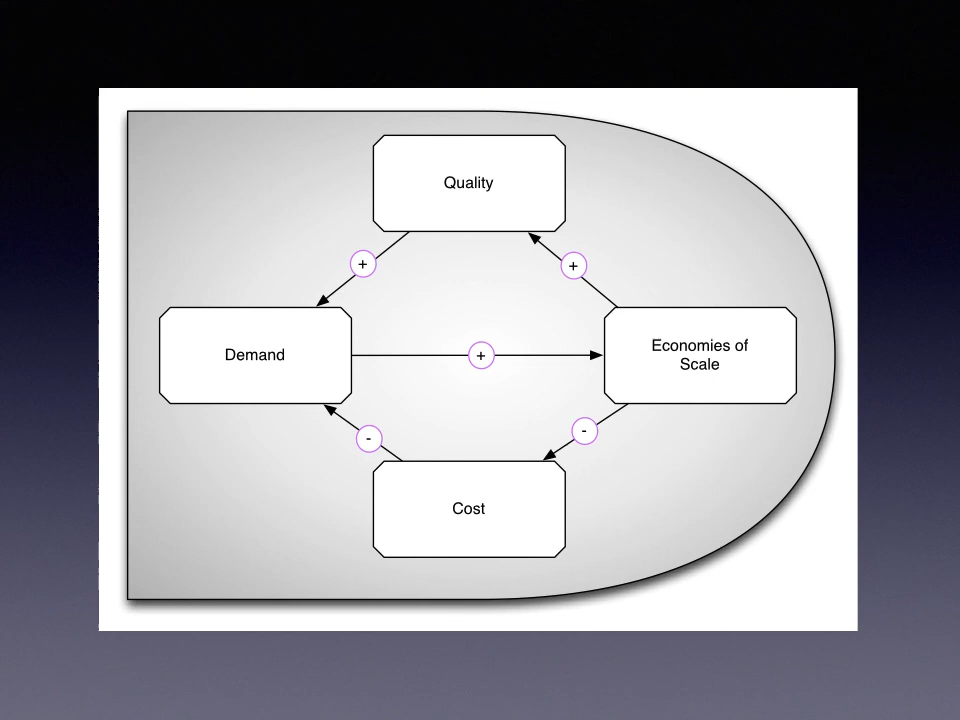 Quality
+
+
Demand
+
Economies of
Scale
-
-
Cost